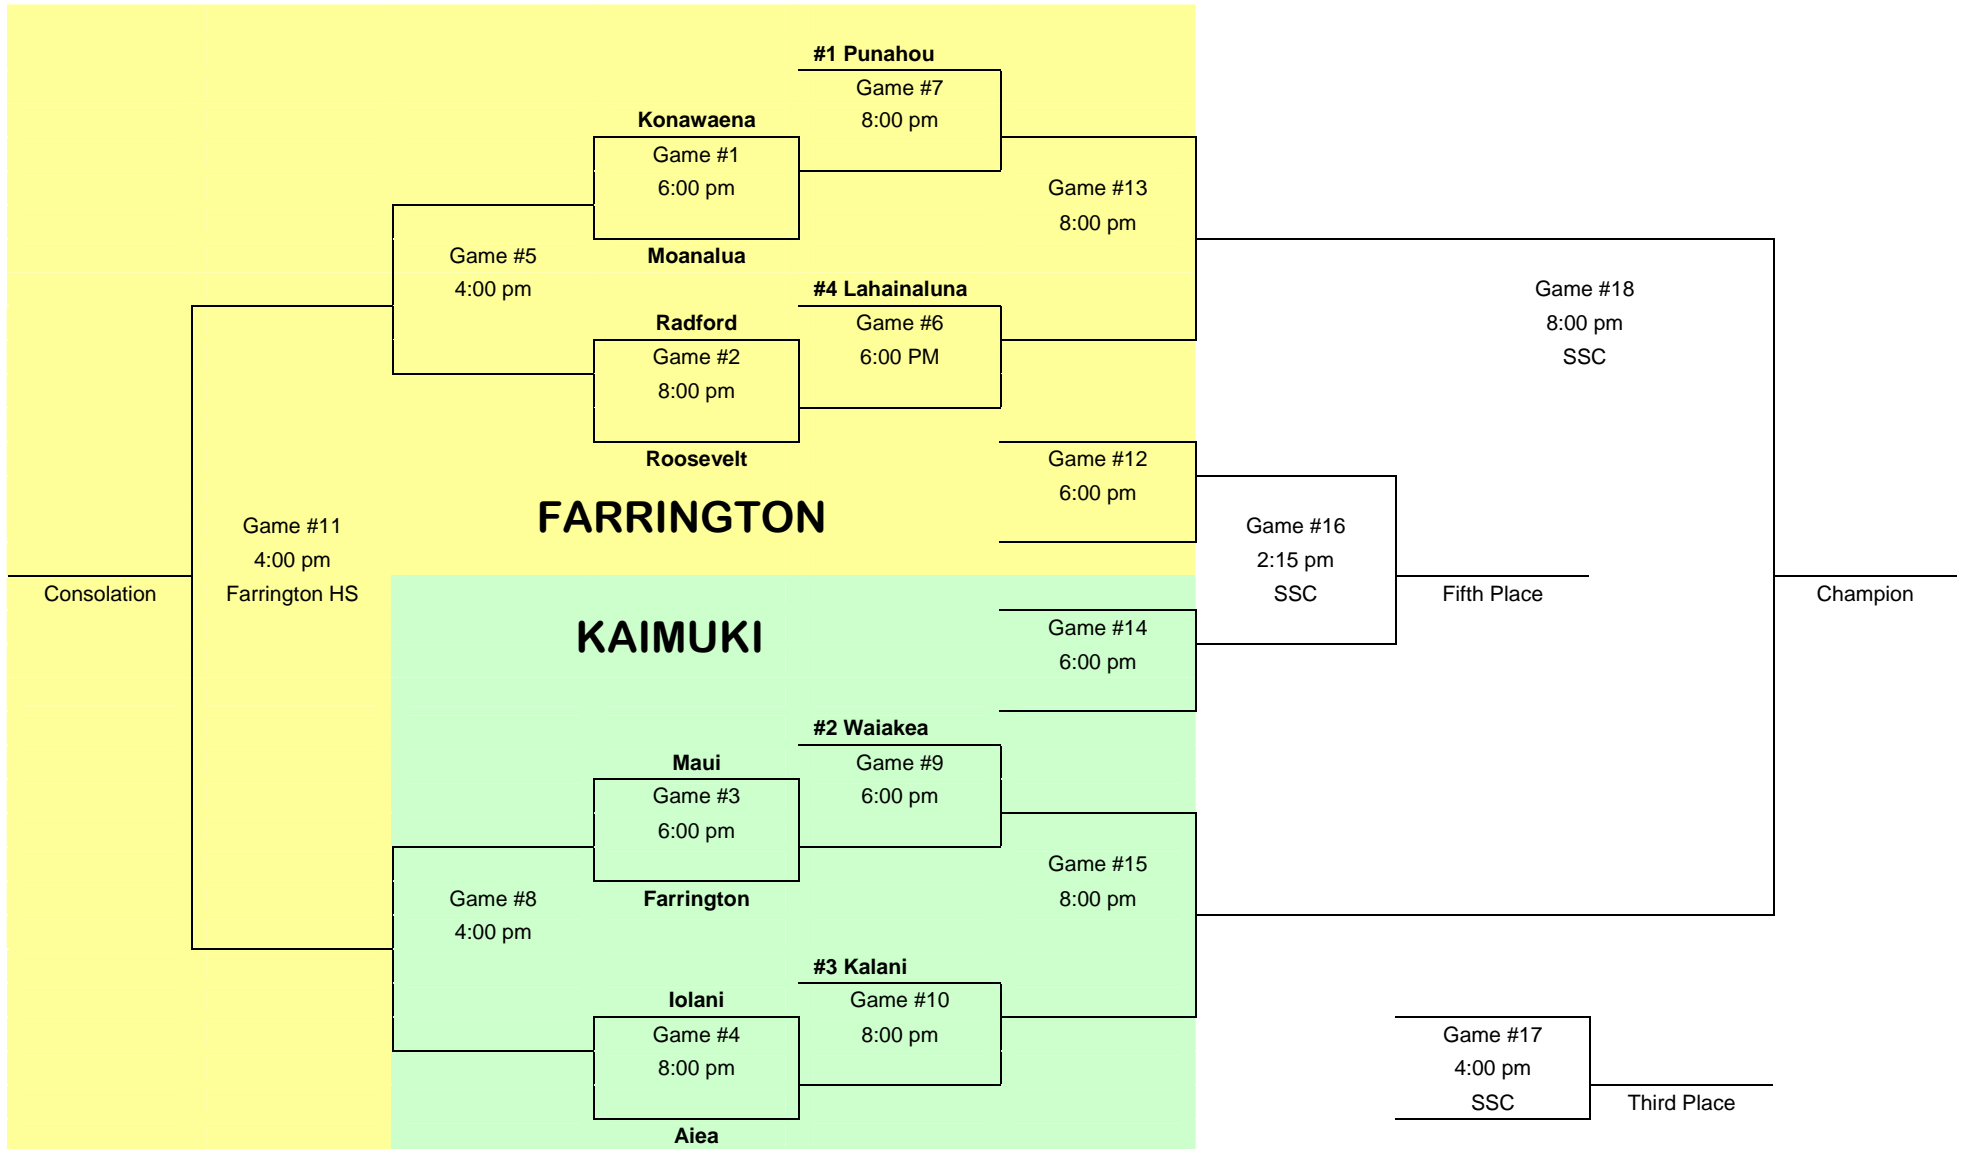 #1 Punahou
Game #7
8:00 pm
Konawaena
Game #1
6:00 pm
Moanalua
Game #13
8:00 pm
Game #5
4:00 pm
#4 Lahainaluna
Game #6
6:00 PM
Radford
Game #2
8:00 pm
Roosevelt
Game #18
8:00 pm
SSC
Game #12
6:00 pm
FARRINGTON
Game #11
4:00 pm
Farrington HS
Consolation
Game #16
2:15 pm
SSC
Fifth Place
Champion
KAIMUKI
Game #14
6:00 pm
#2 Waiakea
Game #9
6:00 pm
Maui
Game #3
6:00 pm
Farrington
Game #15
8:00 pm
Game #8
4:00 pm
#3 Kalani
Game #10
8:00 pm
Iolani
Game #4
8:00 pm
Aiea
Game #17
4:00 pm
SSC
Third Place